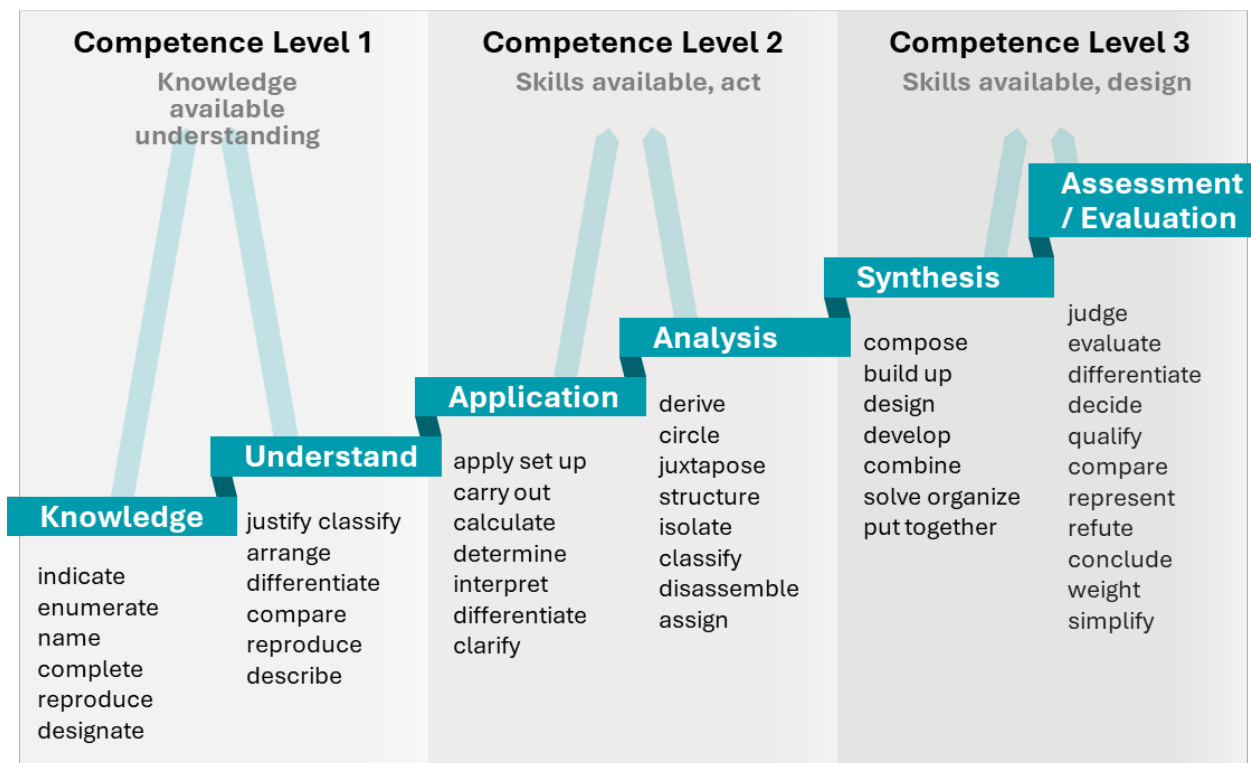 Competence Level 1
Knowledge
available
understanding
Knowledge
indicate
enumerate
name
complete
reproduce
designate
Understand
justify classify
arrange
differentiate
compare
reproduce
describe
Competence Level 2
Skills available, act
Application
apply set up
carry out
calculate
determine
interpret
differentiate
clarify
Analysis
derive
circle
juxtapose
structure
isolate
classify
disassemble
assign
Competence Level 3
Skills available, design
Synthesis
compose
build up
design
develop
combine
solve organize
put together
Assessment
/ Evaluation
judge
evaluate
differentiate
decide
qualify
compare
represent
refute
conclude
weight
simplify